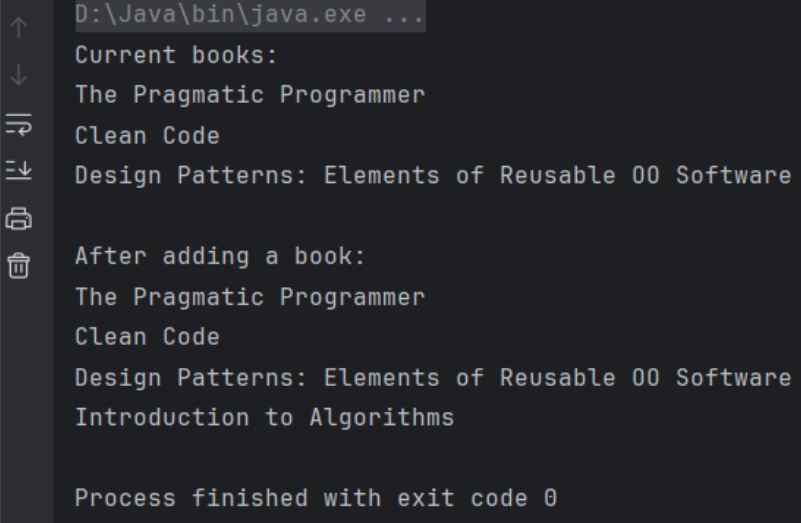 D:\Java\bin\java.exe ...
Current books:
The Pragmatic Programmer
Clean Code
Design Patterns: Elements of Reusable OO Software
After adding a book:
The Pragmatic Programmer
Clean Code
Design Patterns: Elements of Reusable OO Software
Introduction to Algorithms
Process finished with exit code 0